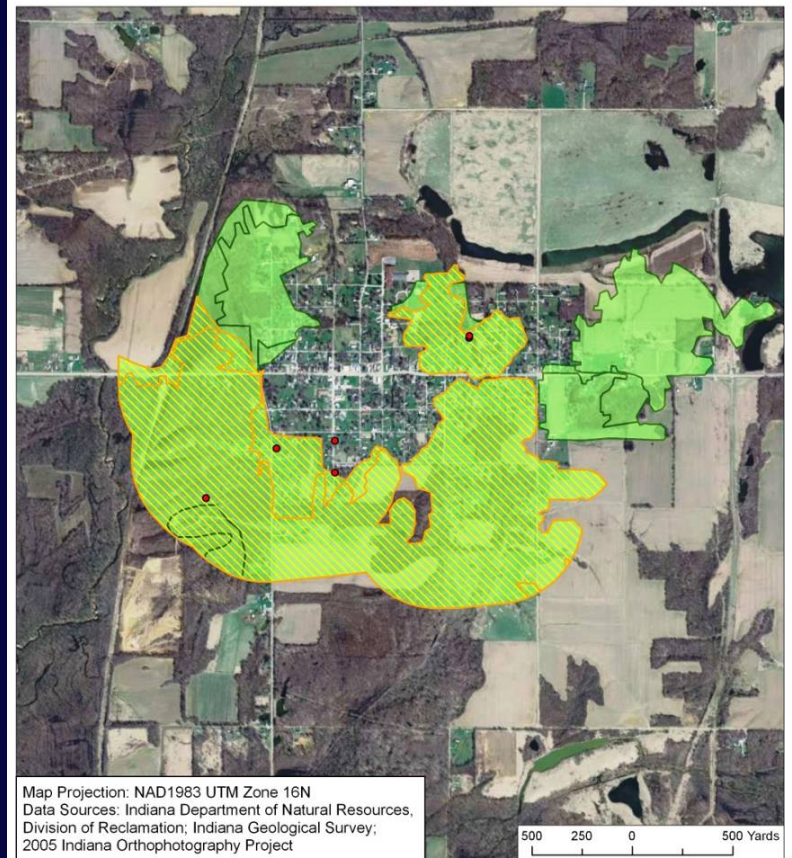 Map Projection: NAD1983 UTM Zone 16N
Data Sources: Indiana Department of Natural Resources,
Division of Reclamation; Indiana Geological Survey;
2005 Indiana Orthophotography Project
500 250 0 500 Yards